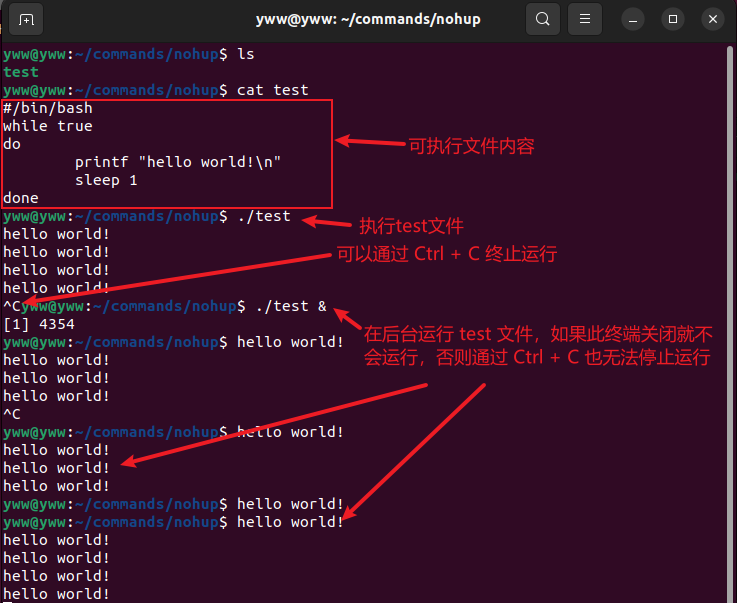 yww@yww: ~/commands/nohup
yww@yww:~/commands/nohup$ ls
test
yww@yww:~/commands/nohup$ cat test
#/bin/bash
while true
do
printf "hello world!\n"
sleep 1
done
可执行文件内容
yww@yww:~/commands/nohup$ ./test
执行test文件
hello world!
hello world!
可以通过 Ctrl + C 终止运行
hello world!
hello world!
^Cyww@yww:~/commands/nohup$ ./test &
[1] 4354
在后台运行 test 文件，如果此终端关闭就不
会运行，否则通过 Ctrl + C 也无法停止运行
yww@yww:~/commands/nohup$ hello world!
hello world!
hello world!
hello world!
^C
yww@yww:~/commands/nohup$ hello world!
hello world!
hello world!
hello world!
yww@yww:~/commands/nohup$ hello world!
yww@yww:~/commands/nohup$ hello world!
hello world!
hello world!
hello world!
hello world!